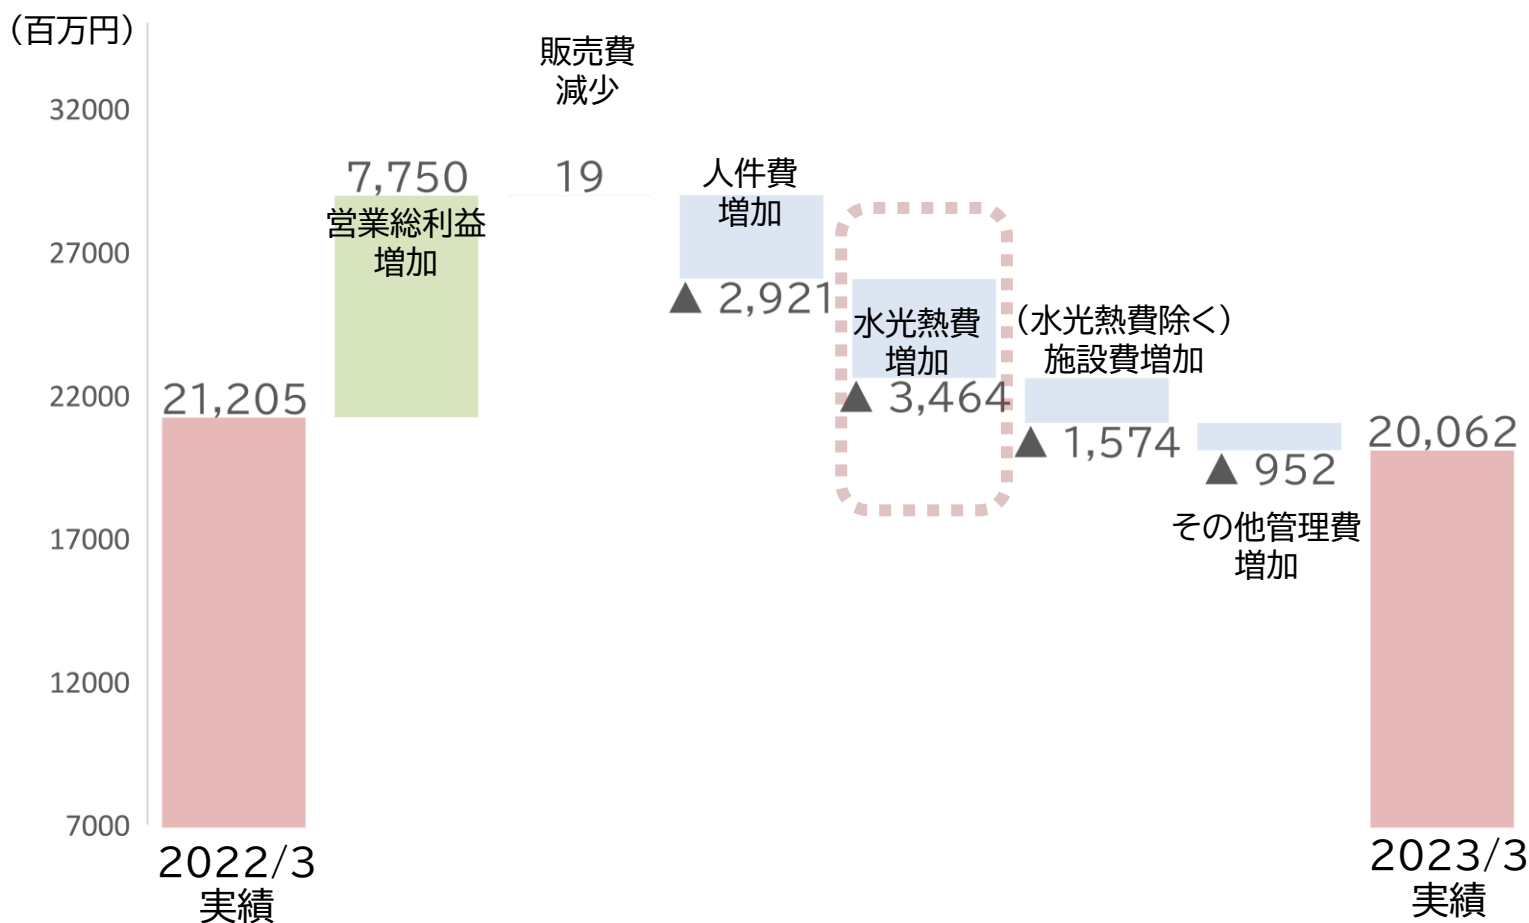 （百万円）
32000
27000
22000
17000
12000
7000
21,205
2022/3
実績
7,750
営業総利益
増加
販売費
減少
19
人件費
増加
▲ 2,921
水光熱費
増加
▲ 3,464
（水光熱費除く）
施設費増加
▲ 1,574
▲ 952
その他管理費
増加
20,062
2023/3
実績